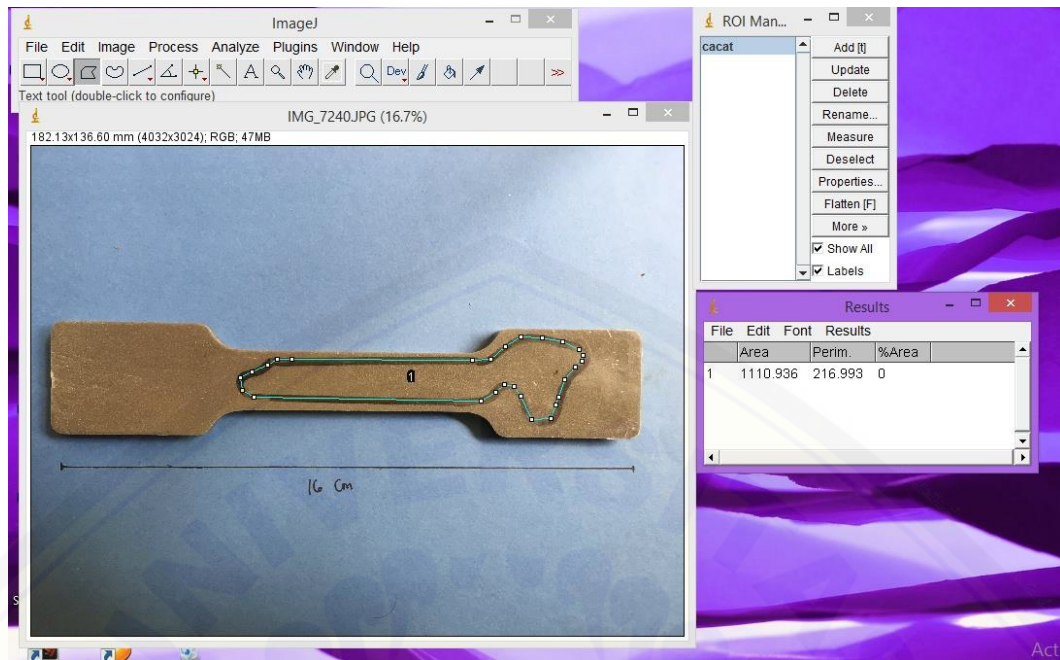 ImageJ
File Edit Image Process Analyze Plugins Window Help
A Dev >>
Text tool (double-click to configure)
IMG_7240.JPG (16.7%)
182.13x136.60 mm (4032x3024); RGB; 47MB
1
16 Cm
ROI Man...
cacat
Add [t]
Update
Delete
Rename...
Measure
Deselect
Properties...
Flatten [F]
More »
Show All
Labels
Results
File Edit Font Results
Area Perim. %Area
1 1110.936 216.993 0
Act